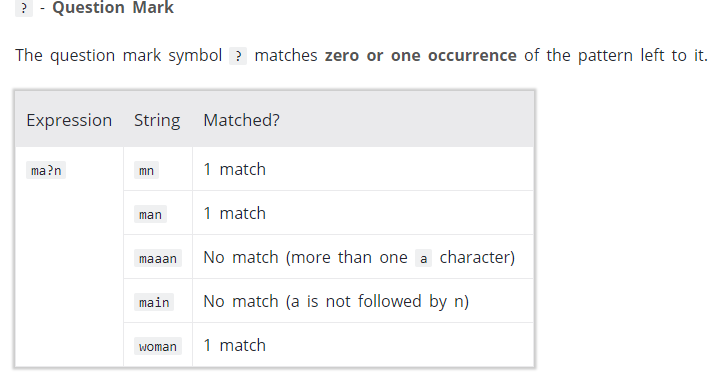 ? - Question Mark
The question mark symbol ? matches zero or one occurrence of the pattern left to it.
Expression String Matched?
ma?n mn 1 match
man 1 match
maaan No match (more than one a character)
main No match (a is not followed by n)
woman 1 match